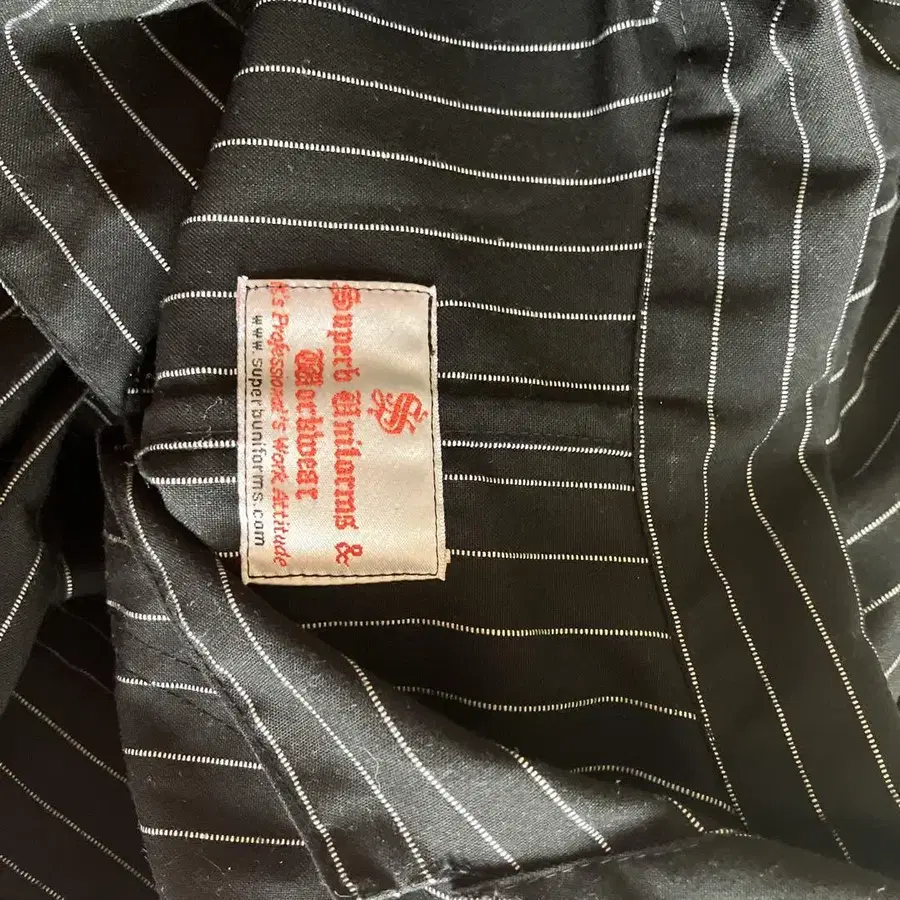 Superb Uniforms &
Workwear
It's Professional's Work Attitude
www.superbuniforms.com